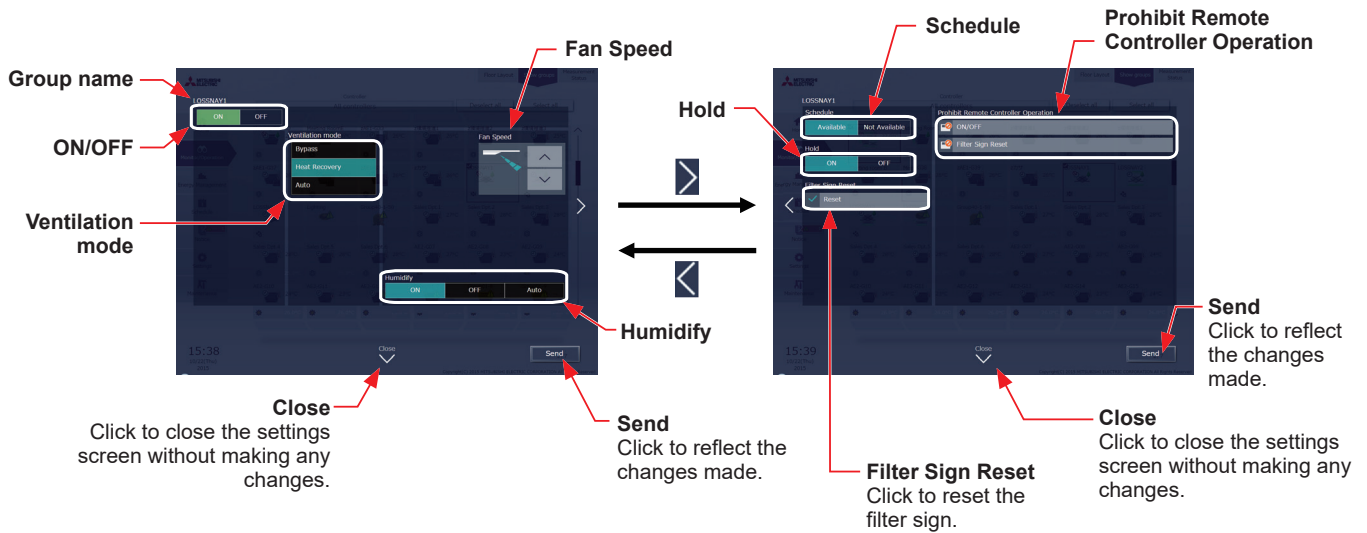 Group name
ON/OFF
Ventilation
mode
Fan Speed
MITSUBISHI
ELECTRIC
LOSSNAY1
ON OFF
Ventilation mode
Bypass
Heat Recovery
Auto
Fan Speed
Humidify
ON OFF Auto
15:38
Close
Send
Humidify
Close
Click to close the settings
screen without making any
changes.
Send
Click to reflect the
changes made.
Schedule
Prohibit Remote
Controller Operation
Hold
MITSUBISHI
ELECTRIC
LOSSNAY1
Schedule
Available Not Available
Hold
ON OFF
Filter Sign Reset
Reset
Prohibit Remote Controller Operation
ON/OFF
Filter Sign Reset
15:39
Close
Send
Send
Click to reflect
the changes
made.
Close
Click to close the settings
screen without making any
changes.
Filter Sign Reset
Click to reset the
filter sign.